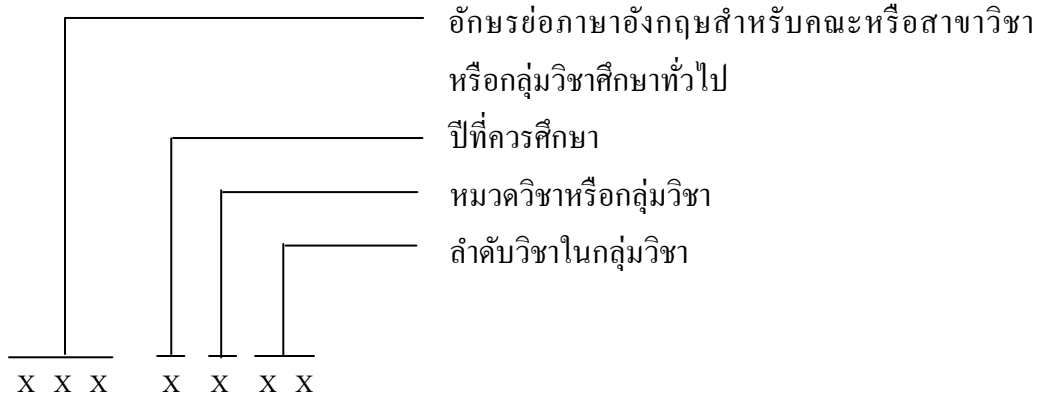 อักษรย่อภาษาอังกฤษสำหรับคณะหรือสาขาวิชา
หรือกลุ่มวิชาศึกษาทั่วไป
ปีที่ควรศึกษา
หมวดวิชาหรือกลุ่มวิชา
ลำดับวิชาในกลุ่มวิชา
X X X X X X X